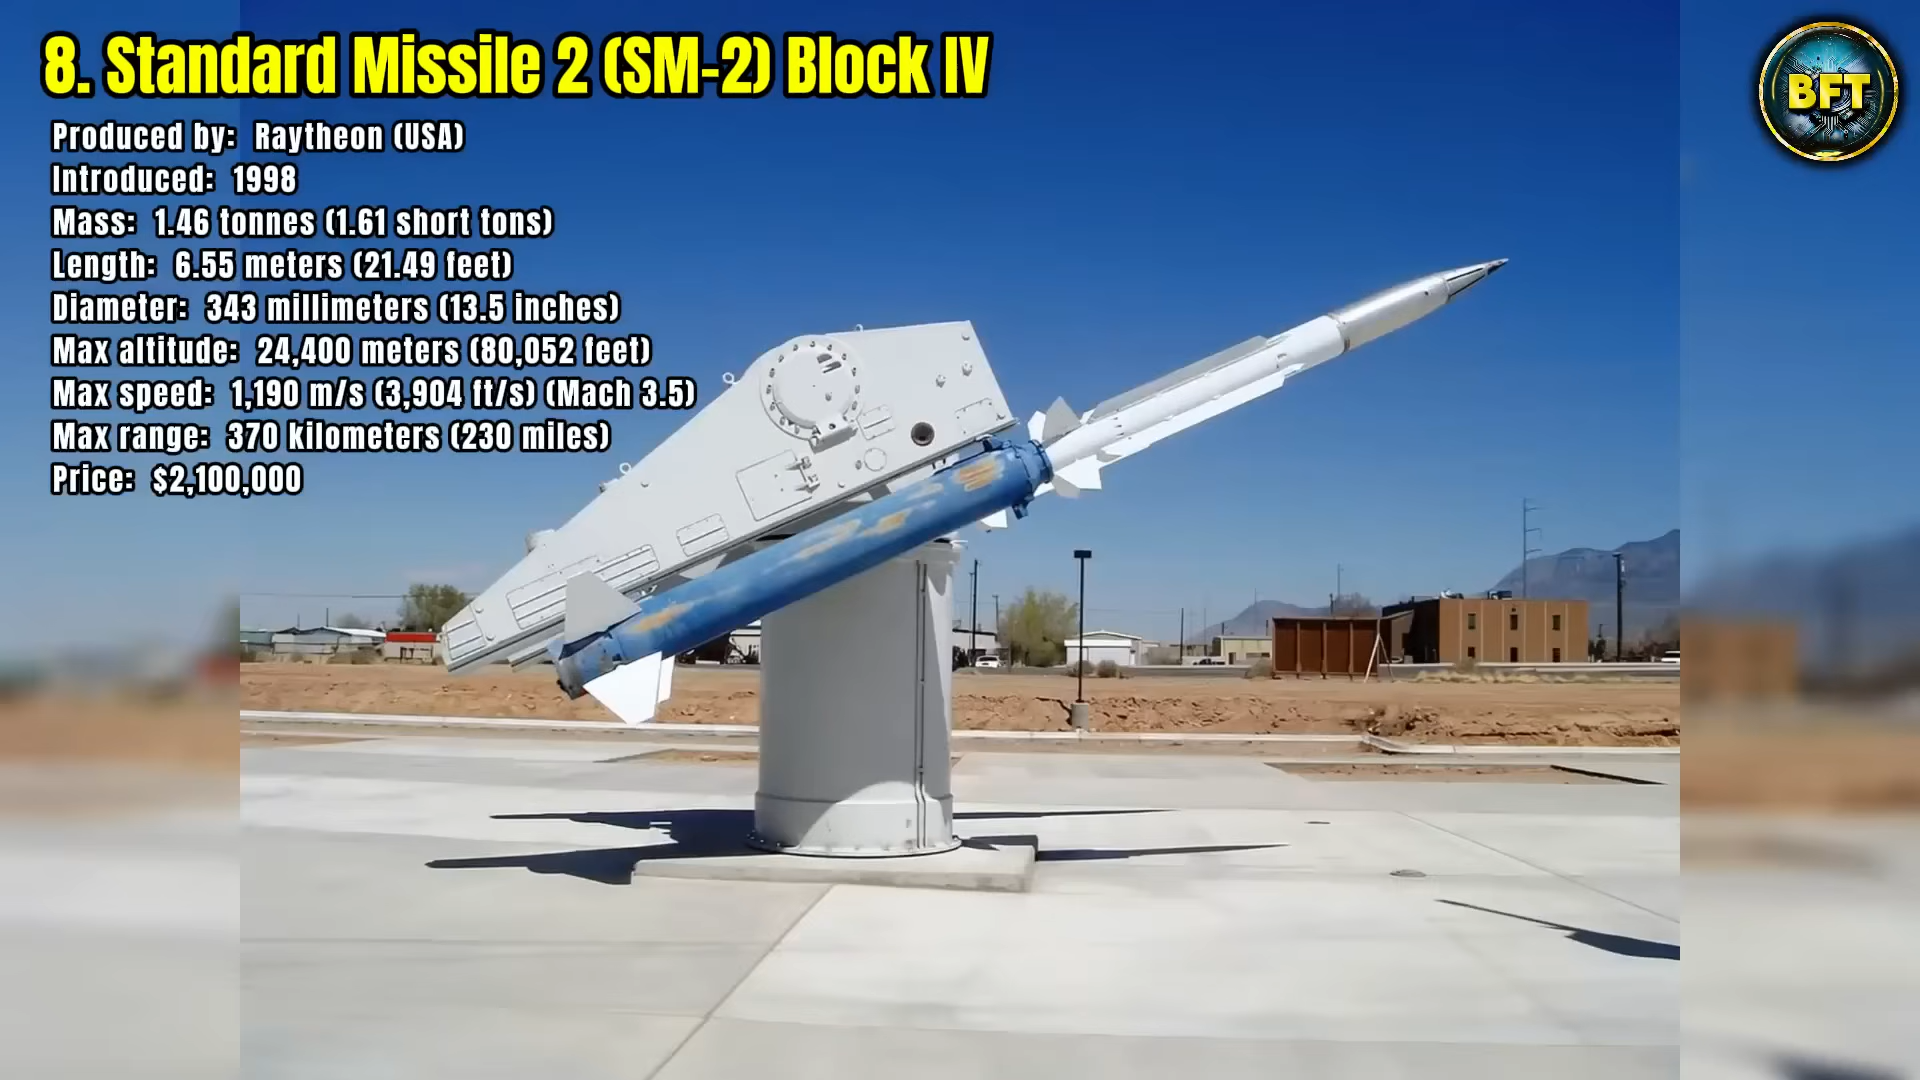 8. Standard Missile 2 (SM-2) Block IV
BFT
Produced by: Raytheon (USA)
Introduced: 1998
Mass: 1.46 tonnes (1.61 short tons)
Length: 6.55 meters (21.49 feet)
Diameter: 343 millimeters (13.5 inches)
Max altitude: 24,400 meters (80,052 feet)
Max speed: 1,190 m/s (3,904 ft/s) (Mach 3.5)
Max range: 370 kilometers (230 miles)
Price: $2,100,000